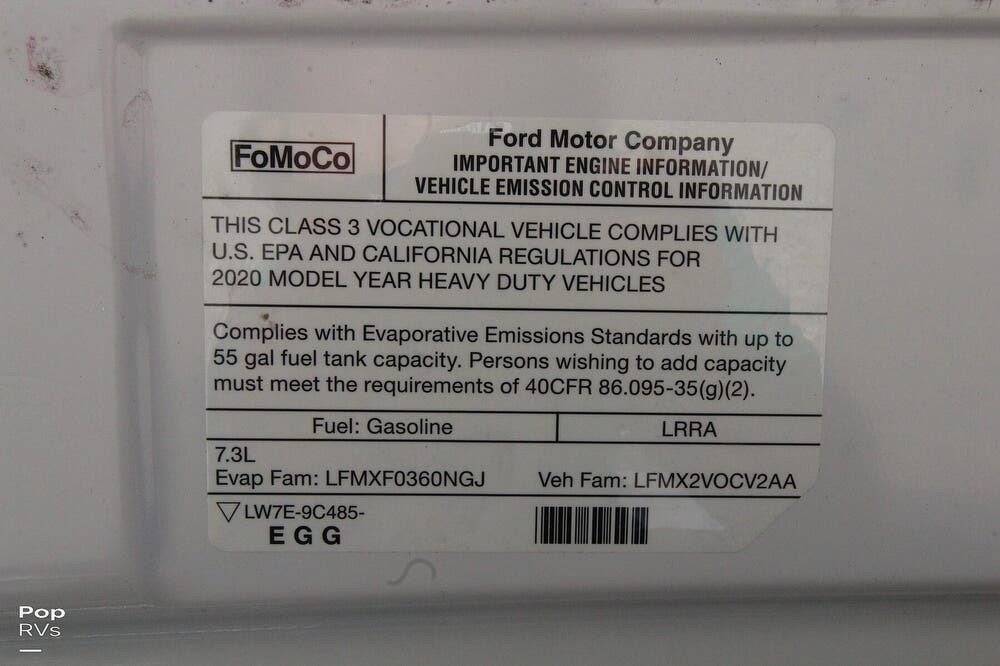 FoMoCo
Ford Motor Company
IMPORTANT ENGINE INFORMATION/
VEHICLE EMISSION CONTROL INFORMATION
THIS CLASS 3 VOCATIONAL VEHICLE COMPLIES WITH
U.S. EPA AND CALIFORNIA REGULATIONS FOR
2020 MODEL YEAR HEAVY DUTY VEHICLES
Complies with Evaporative Emissions Standards with up to
55 gal fuel tank capacity. Persons wishing to add capacity
must meet the requirements of 40CFR 86.095-35(g)(2).
Fuel: Gasoline LRRA
7.3L
Evap Fam: LFMXF0360NGJ Veh Fam: LFMX2VOCV2AA
LW7E-9C485-
E G G
Pop
RVs